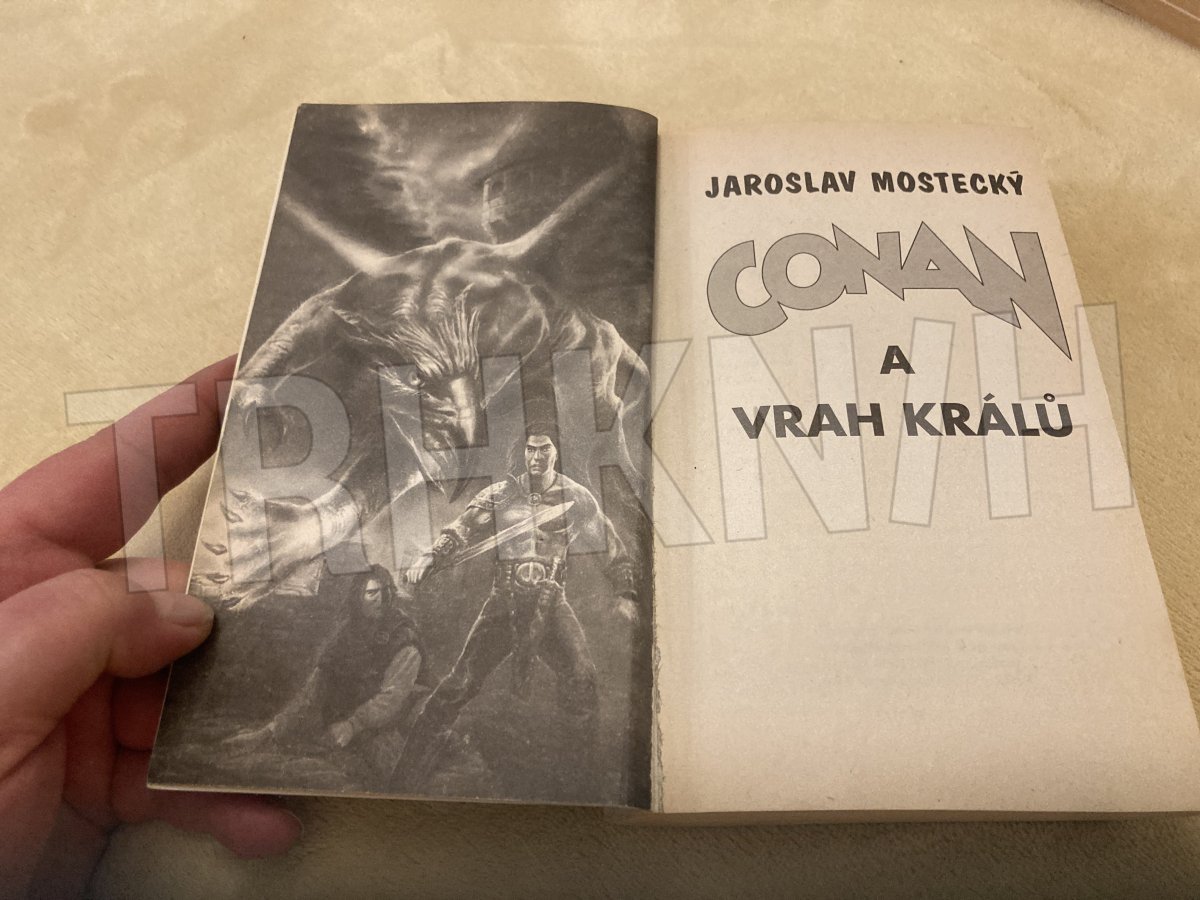 JAROSLAV MOSTECKÝ
CONAN
A
VRAH KRÁLŮ
TRHKNIH